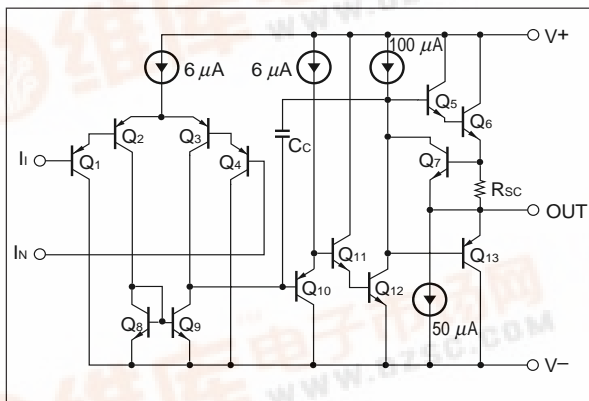 V+
6 μA
6 μA
100 μA
Q5
Q6
Q2
Q3
Q1
Q4
CC
Q7
II
RSC
OUT
IN
Q11
Q10
Q12
Q13
Q8
Q9
50 μA
V−